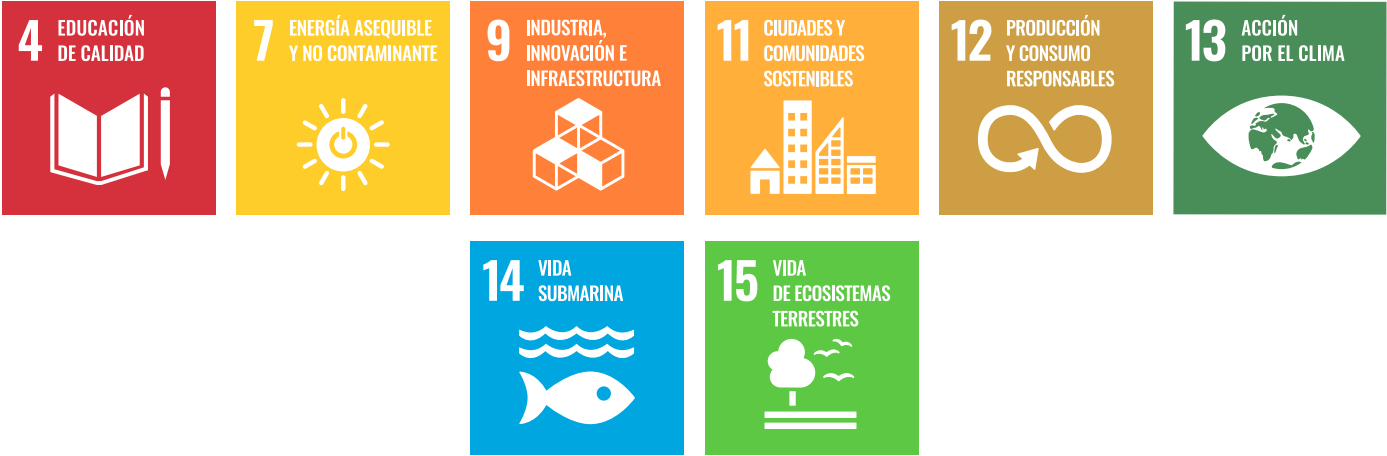 4 EDUCACIÓN
DE CALIDAD
7 ENERGÍA ASEQUIBLE
Y NO CONTAMINANTE
9 INDUSTRIA,
INNOVACIÓN E
INFRAESTRUCTURA
11 CIUDADES Y
COMUNIDADES
SOSTENIBLES
12 PRODUCCIÓN
Y CONSUMO
RESPONSABLES
13 ACCIÓN
POR EL CLIMA
14 VIDA
SUBMARINA
15 VIDA
DE ECOSISTEMAS
TERRESTRES